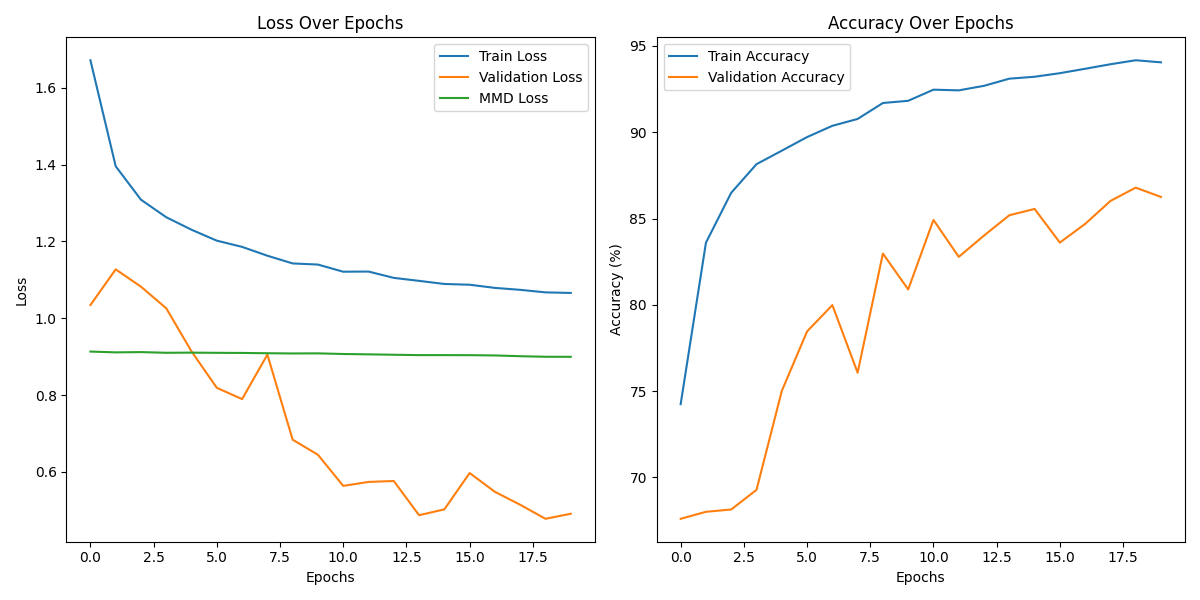 Loss Over Epochs
Train Loss
Validation Loss
MMD Loss
1.6
1.4
1.2
1.0
0.8
0.6
Loss
0.0 2.5 5.0 7.5 10.0 12.5 15.0 17.5
Epochs
Accuracy Over Epochs
Train Accuracy
Validation Accuracy
95
90
85
80
75
70
Accuracy (%)
0.0 2.5 5.0 7.5 10.0 12.5 15.0 17.5
Epochs